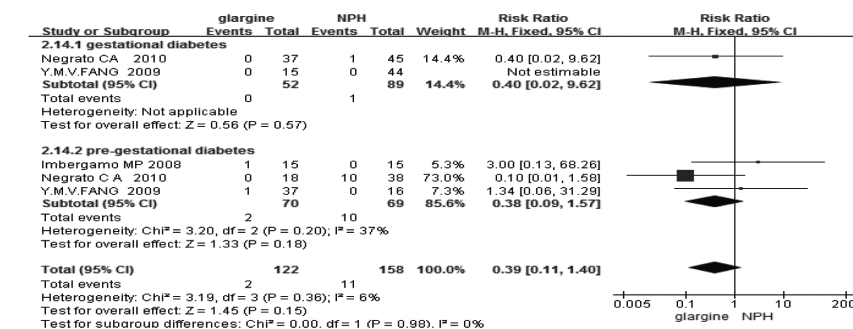 glargine NPH Risk Ratio Risk Ratio
Study or Subgroup Events Total Events Total Weight M-H, Fixed, 95% CI M-H, Fixed, 95% CI
2.14.1 gestational diabetes
Negrato CA 2010 0 37 1 45 14.4% 0.40 [0.02, 9.62]
Y.M.V.FANG 2009 0 15 0 44 Not estimable
Subtotal (95% CI) 52 89 14.4% 0.40 [0.02, 9.62]
Total events 0 1
Heterogeneity: Not applicable
Test for overall effect: Z = 0.56 (P = 0.57)
2.14.2 pre-gestational diabetes
Imbergamo MP 2008 1 15 0 15 5.3% 3.00 [0.13, 68.26]
Negrato C A 2010 0 18 10 38 73.0% 0.10 [0.01, 1.58]
Y.M.V.FANG 2009 1 37 0 16 7.3% 1.34 [0.06, 31.29]
Subtotal (95% CI) 70 69 85.6% 0.38 [0.09, 1.57]
Total events 2 10
Heterogeneity: Chi² = 3.20, df = 2 (P = 0.20); I² = 37%
Test for overall effect: Z = 1.33 (P = 0.18)
Total (95% CI) 122 158 100.0% 0.39 [0.11, 1.40]
Total events 2 11
Heterogeneity: Chi² = 3.19, df = 3 (P = 0.36); I² = 6%
Test for overall effect: Z = 1.45 (P = 0.15)
Test for subgroup differences: Chi² = 0.00, df = 1 (P = 0.98), I² = 0%
0.005 0.1 1 10 200
glargine NPH